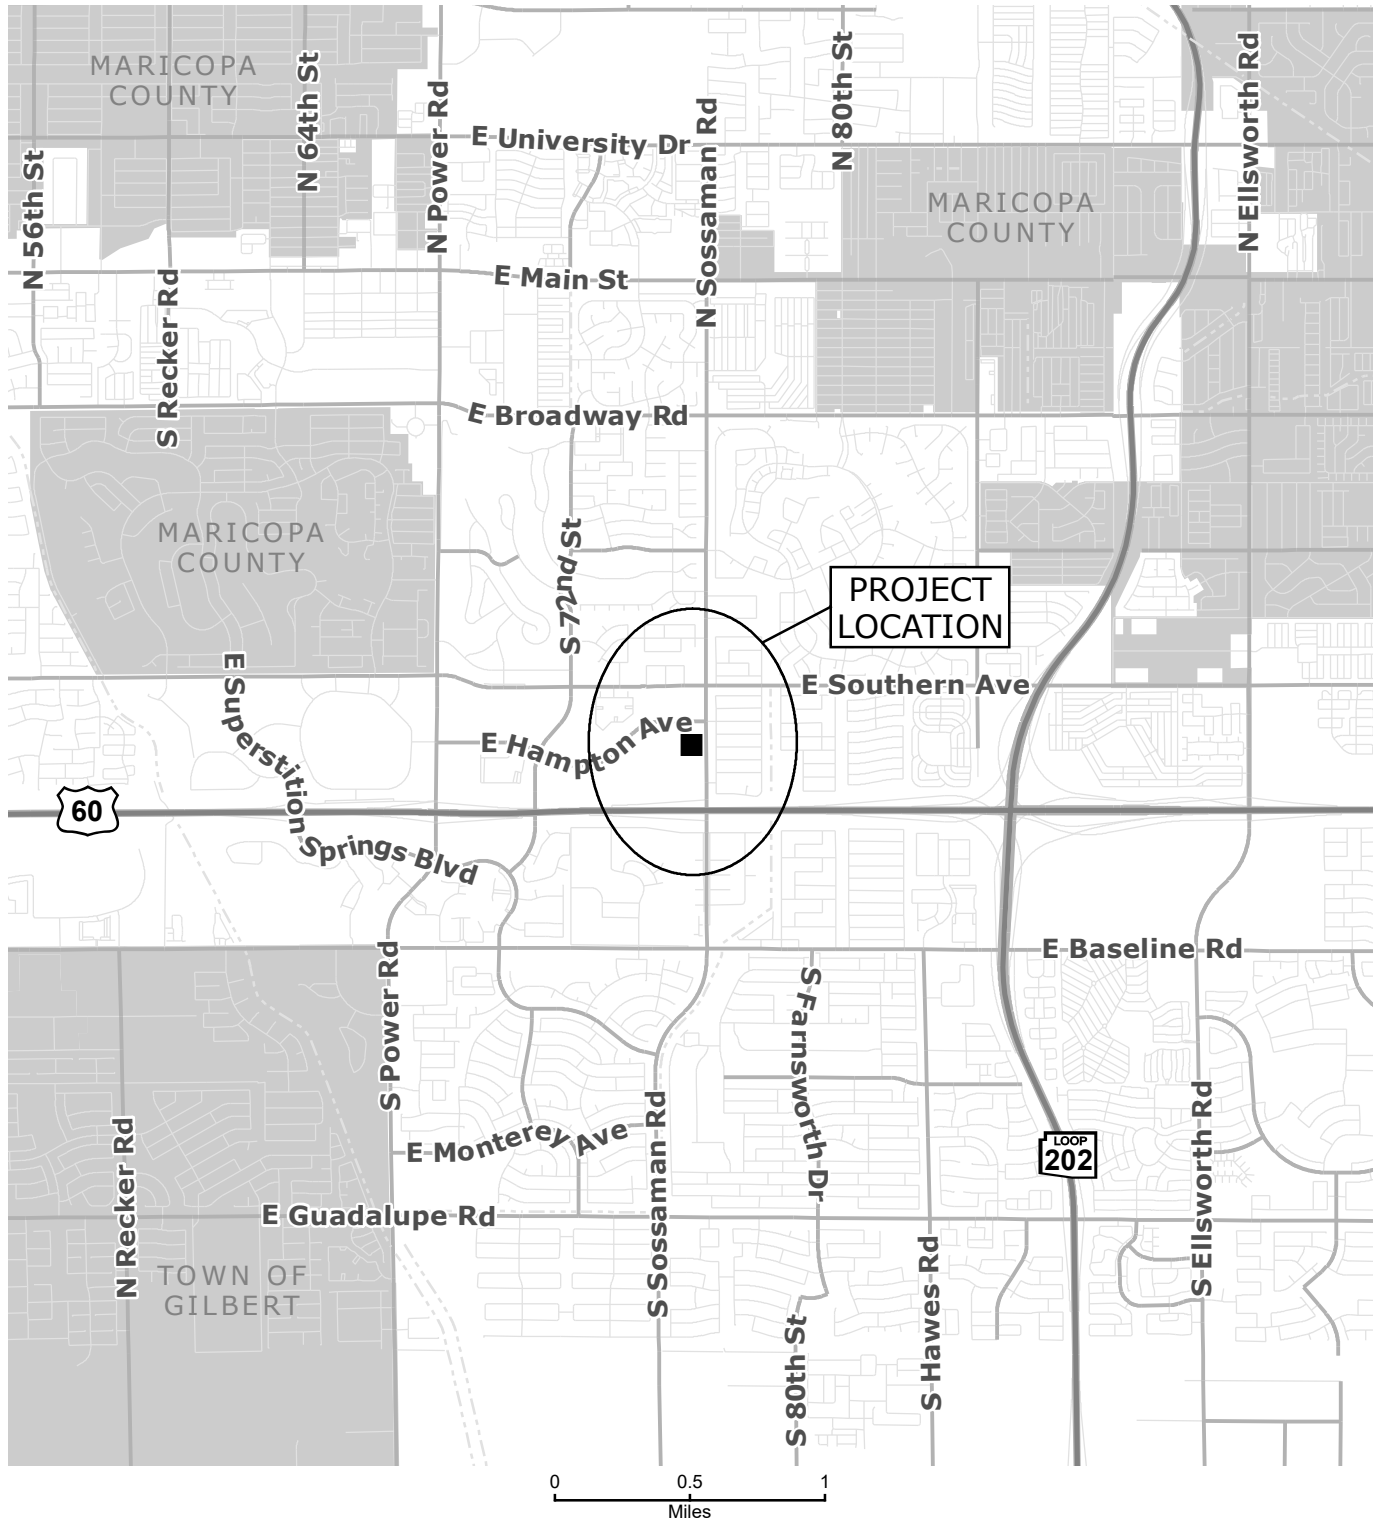 MARICOPA
COUNTY
N 64th St
N Power Rd
N 80th St
N Ellsworth Rd
E University Dr
N Sossaman Rd
N 56th St
MARICOPA
COUNTY
E Main St
S Recker Rd
E Broadway Rd
MARICOPA
COUNTY
S 72nd St
PROJECT
LOCATION
E Southern Ave
E Superstition Springs Blvd
E Hampton Ave
60
E Baseline Rd
S Power Rd
S Farnsworth Dr
S Ellsworth Rd
N Recker Rd
E Monterey Ave
S Sossaman Rd
LOOP
202
E Guadalupe Rd
TOWN OF
GILBERT
S Hawes Rd
S 80th St
0 0.5 1
Miles